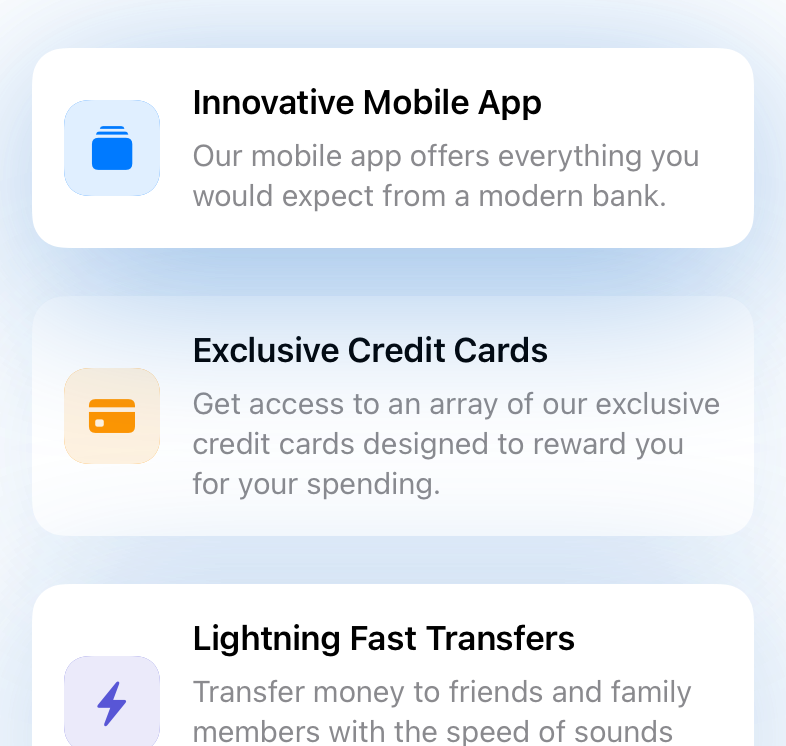 Innovative Mobile App
Our mobile app offers everything you
would expect from a modern bank.
Exclusive Credit Cards
Get access to an array of our exclusive
credit cards designed to reward you
for your spending.
Lightning Fast Transfers
Transfer money to friends and family
members with the speed of sounds